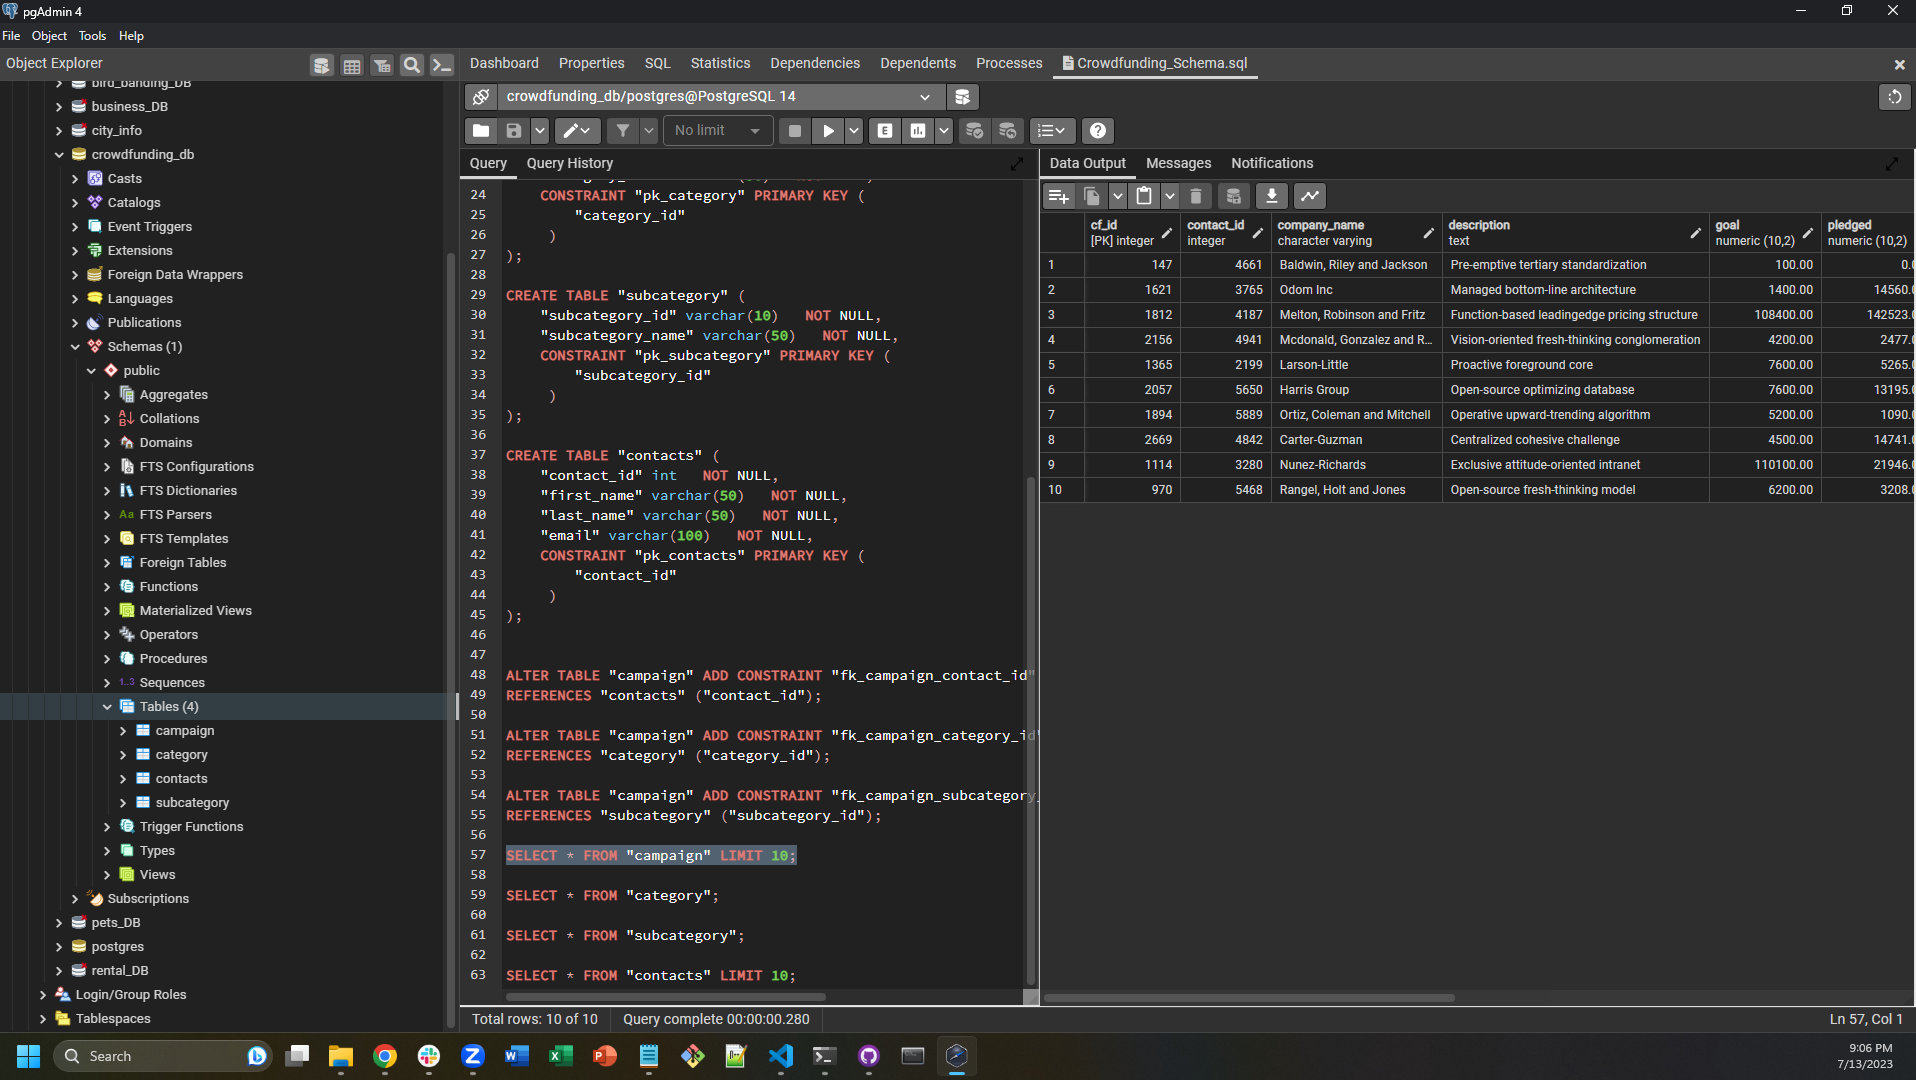 pgAdmin 4
File Object Tools Help
Object Explorer
Dashboard Properties SQL Statistics Dependencies Dependents Processes Crowdfunding_Schema.sql
bird_banding_DB
business_DB
city_info
crowdfunding_db
Casts
Catalogs
Event Triggers
Extensions
Foreign Data Wrappers
Languages
Publications
Schemas (1)
public
Aggregates
Collations
Domains
FTS Configurations
FTS Dictionaries
Aa FTS Parsers
FTS Templates
Foreign Tables
Functions
Materialized Views
Operators
Procedures
1..3 Sequences
Tables (4)
campaign
category
contacts
subcategory
Trigger Functions
Types
Views
Subscriptions
pets_DB
postgres
rental_DB
Login/Group Roles
Tablespaces
crowdfunding_db/postgres@PostgreSQL 14
No limit
E
Query Query History
24 CONSTRAINT "pk_category" PRIMARY KEY (
25 "category_id"
26 )
27 );
28
29 CREATE TABLE "subcategory" (
30 "subcategory_id" varchar(10) NOT NULL,
31 "subcategory_name" varchar(50) NOT NULL,
32 CONSTRAINT "pk_subcategory" PRIMARY KEY (
33 "subcategory_id"
34 )
35 );
36
37 CREATE TABLE "contacts" (
38 "contact_id" int NOT NULL,
39 "first_name" varchar(50) NOT NULL,
40 "last_name" varchar(50) NOT NULL,
41 "email" varchar(100) NOT NULL,
42 CONSTRAINT "pk_contacts" PRIMARY KEY (
43 "contact_id"
44 )
45 );
46
47
48 ALTER TABLE "campaign" ADD CONSTRAINT "fk_campaign_contact_id"
49 REFERENCES "contacts" ("contact_id");
50
51 ALTER TABLE "campaign" ADD CONSTRAINT "fk_campaign_category_id"
52 REFERENCES "category" ("category_id");
53
54 ALTER TABLE "campaign" ADD CONSTRAINT "fk_campaign_subcategory_
55 REFERENCES "subcategory" ("subcategory_id");
56
57 SELECT * FROM "campaign" LIMIT 10;
58
59 SELECT * FROM "category";
60
61 SELECT * FROM "subcategory";
62
63 SELECT * FROM "contacts" LIMIT 10;
Data Output Messages Notifications
cf_id contact_id company_name description goal pledged
[PK] integer integer character varying text numeric (10,2) numeric (10,2)
1 147 4661 Baldwin, Riley and Jackson Pre-emptive tertiary standardization 100.00 0.
2 1621 3765 Odom Inc Managed bottom-line architecture 1400.00 14560.
3 1812 4187 Melton, Robinson and Fritz Function-based leadingedge pricing structure 108400.00 142523.
4 2156 4941 Mcdonald, Gonzalez and R... Vision-oriented fresh-thinking conglomeration 4200.00 2477.
5 1365 2199 Larson-Little Proactive foreground core 7600.00 5265.
6 2057 5650 Harris Group Open-source optimizing database 7600.00 13195.
7 1894 5889 Ortiz, Coleman and Mitchell Operative upward-trending algorithm 5200.00 1090.
8 2669 4842 Carter-Guzman Centralized cohesive challenge 4500.00 14741.
9 1114 3280 Nunez-Richards Exclusive attitude-oriented intranet 110100.00 21946.
10 970 5468 Rangel, Holt and Jones Open-source fresh-thinking model 6200.00 3208.
Total rows: 10 of 10 Query complete 00:00:00.280 Ln 57, Col 1
Search
9:06 PM
7/13/2023